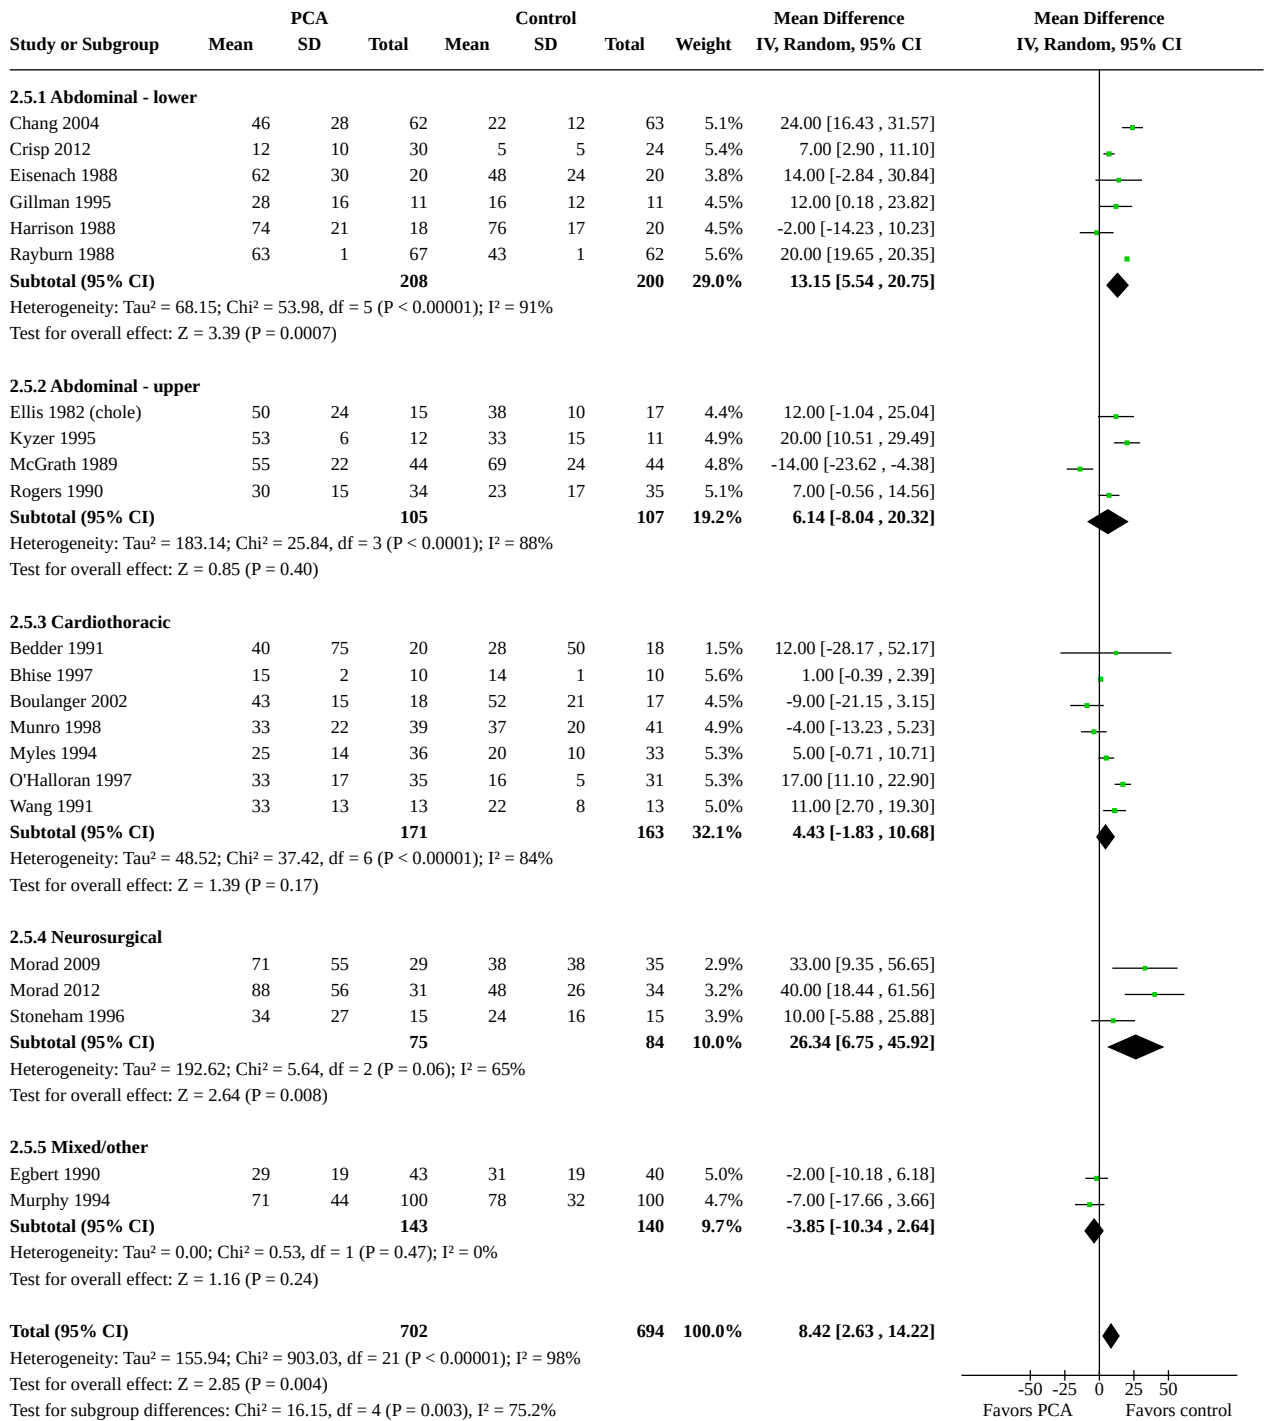 PCA Control Mean Difference Mean Difference
Study or Subgroup Mean SD Total Mean SD Total Weight IV, Random, 95% CI IV, Random, 95% CI
2.5.1 Abdominal - lower
Chang 2004 46 28 62 22 12 63 5.1% 24.00 [16.43 , 31.57]
Crisp 2012 12 10 30 5 5 24 5.4% 7.00 [2.90 , 11.10]
Eisenach 1988 62 30 20 48 24 20 3.8% 14.00 [-2.84 , 30.84]
Gillman 1995 28 16 11 16 12 11 4.5% 12.00 [0.18 , 23.82]
Harrison 1988 74 21 18 76 17 20 4.5% -2.00 [-14.23 , 10.23]
Rayburn 1988 63 1 67 43 1 62 5.6% 20.00 [19.65 , 20.35]
Subtotal (95% CI) 208 200 29.0% 13.15 [5.54 , 20.75]
Heterogeneity: Tau² = 68.15; Chi² = 53.98, df = 5 (P < 0.00001); I² = 91%
Test for overall effect: Z = 3.39 (P = 0.0007)
2.5.2 Abdominal - upper
Ellis 1982 (chole) 50 24 15 38 10 17 4.4% 12.00 [-1.04 , 25.04]
Kyzer 1995 53 6 12 33 15 11 4.9% 20.00 [10.51 , 29.49]
McGrath 1989 55 22 44 69 24 44 4.8% -14.00 [-23.62 , -4.38]
Rogers 1990 30 15 34 23 17 35 5.1% 7.00 [-0.56 , 14.56]
Subtotal (95% CI) 105 107 19.2% 6.14 [-8.04 , 20.32]
Heterogeneity: Tau² = 183.14; Chi² = 25.84, df = 3 (P < 0.0001); I² = 88%
Test for overall effect: Z = 0.85 (P = 0.40)
2.5.3 Cardiothoracic
Bedder 1991 40 75 20 28 50 18 1.5% 12.00 [-28.17 , 52.17]
Bhise 1997 15 2 10 14 1 10 5.6% 1.00 [-0.39 , 2.39]
Boulanger 2002 43 15 18 52 21 17 4.5% -9.00 [-21.15 , 3.15]
Munro 1998 33 22 39 37 20 41 4.9% -4.00 [-13.23 , 5.23]
Myles 1994 25 14 36 20 10 33 5.3% 5.00 [-0.71 , 10.71]
O'Halloran 1997 33 17 35 16 5 31 5.3% 17.00 [11.10 , 22.90]
Wang 1991 33 13 13 22 8 13 5.0% 11.00 [2.70 , 19.30]
Subtotal (95% CI) 171 163 32.1% 4.43 [-1.83 , 10.68]
Heterogeneity: Tau² = 48.52; Chi² = 37.42, df = 6 (P < 0.00001); I² = 84%
Test for overall effect: Z = 1.39 (P = 0.17)
2.5.4 Neurosurgical
Morad 2009 71 55 29 38 38 35 2.9% 33.00 [9.35 , 56.65]
Morad 2012 88 56 31 48 26 34 3.2% 40.00 [18.44 , 61.56]
Stoneham 1996 34 27 15 24 16 15 3.9% 10.00 [-5.88 , 25.88]
Subtotal (95% CI) 75 84 10.0% 26.34 [6.75 , 45.92]
Heterogeneity: Tau² = 192.62; Chi² = 5.64, df = 2 (P = 0.06); I² = 65%
Test for overall effect: Z = 2.64 (P = 0.008)
2.5.5 Mixed/other
Egbert 1990 29 19 43 31 19 40 5.0% -2.00 [-10.18 , 6.18]
Murphy 1994 71 44 100 78 32 100 4.7% -7.00 [-17.66 , 3.66]
Subtotal (95% CI) 143 140 9.7% -3.85 [-10.34 , 2.64]
Heterogeneity: Tau² = 0.00; Chi² = 0.53, df = 1 (P = 0.47); I² = 0%
Test for overall effect: Z = 1.16 (P = 0.24)
Total (95% CI) 702 694 100.0% 8.42 [2.63 , 14.22]
Heterogeneity: Tau² = 155.94; Chi² = 903.03, df = 21 (P < 0.00001); I² = 98%
Test for overall effect: Z = 2.85 (P = 0.004) -50 -25 0 25 50
Test for subgroup differences: Chi² = 16.15, df = 4 (P = 0.003), I² = 75.2% Favors PCA Favors control